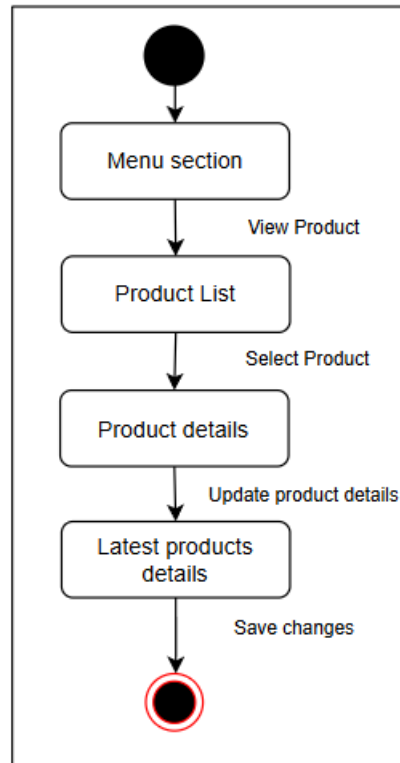 Menu section
View Product
Product List
Select Product
Product details
Update product details
Latest products
details
Save changes